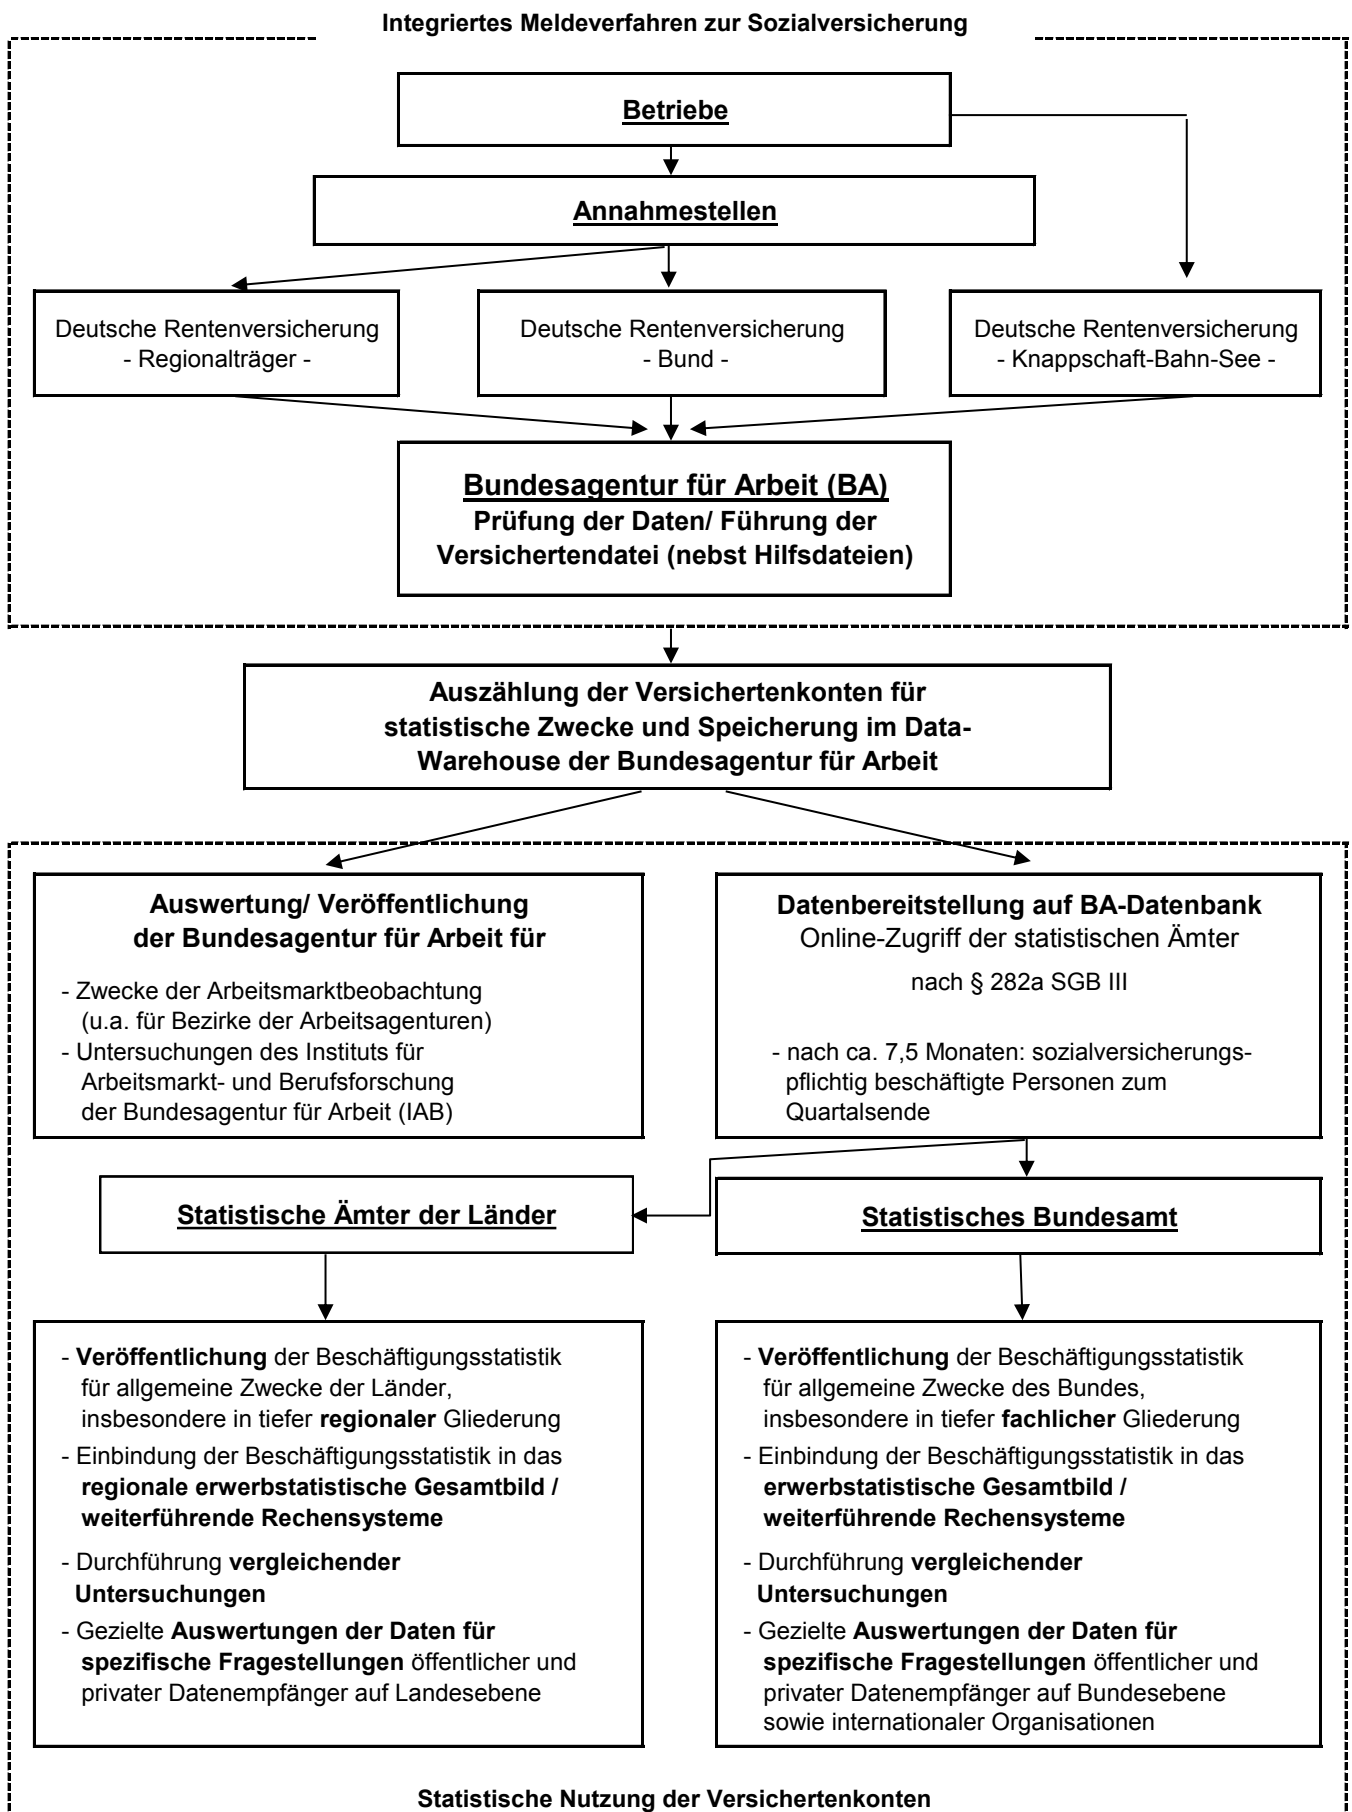 Integriertes Meldeverfahren zur Sozialversicherung
Betriebe
Annahmestellen
Deutsche Rentenversicherung
- Regionalträger -
Deutsche Rentenversicherung
- Bund -
Deutsche Rentenversicherung
- Knappschaft-Bahn-See -
Bundesagentur für Arbeit (BA)
Prüfung der Daten/ Führung der
Versichertendatei (nebst Hilfsdateien)
Auszählung der Versichertenkonten für
statistische Zwecke und Speicherung im Data-
Warehouse der Bundesagentur für Arbeit
Auswertung/ Veröffentlichung
der Bundesagentur für Arbeit für
- Zwecke der Arbeitsmarktbeobachtung
(u.a. für Bezirke der Arbeitsagenturen)
- Untersuchungen des Instituts für
Arbeitsmarkt- und Berufsforschung
der Bundesagentur für Arbeit (IAB)
Datenbereitstellung auf BA-Datenbank
Online-Zugriff der statistischen Ämter
nach § 282a SGB III
- nach ca. 7,5 Monaten: sozialversicherungs-
pflichtig beschäftigte Personen zum
Quartalsende
Statistische Ämter der Länder
Statistisches Bundesamt
- Veröffentlichung der Beschäftigungsstatistik
für allgemeine Zwecke der Länder,
insbesondere in tiefer regionaler Gliederung
- Einbindung der Beschäftigungsstatistik in das
regionale erwerbstatistische Gesamtbild /
weiterführende Rechensysteme
- Durchführung vergleichender
Untersuchungen
- Gezielte Auswertungen der Daten für
spezifische Fragestellungen öffentlicher und
privater Datenempfänger auf Landesebene
- Veröffentlichung der Beschäftigungsstatistik
für allgemeine Zwecke des Bundes,
insbesondere in tiefer fachlicher Gliederung
- Einbindung der Beschäftigungsstatistik in das
erwerbstatistische Gesamtbild /
weiterführende Rechensysteme
- Durchführung vergleichender
Untersuchungen
- Gezielte Auswertungen der Daten für
spezifische Fragestellungen öffentlicher und
privater Datenempfänger auf Bundesebene
sowie internationaler Organisationen
Statistische Nutzung der Versichertenkonten